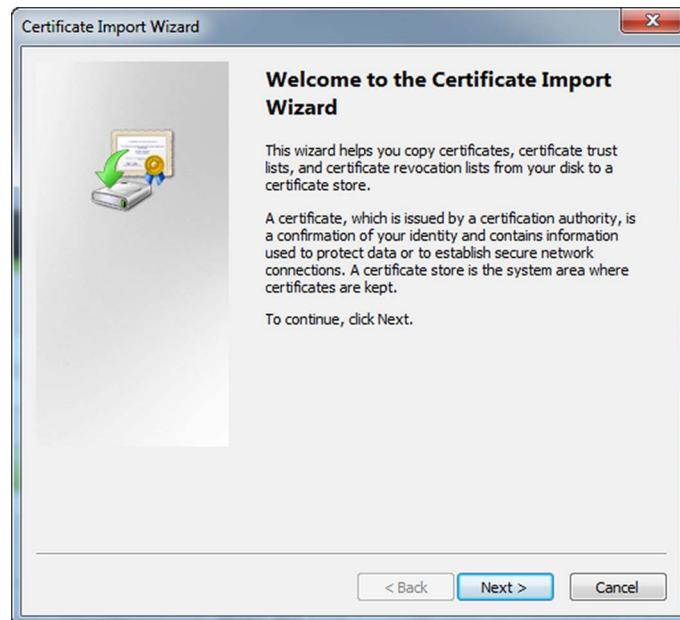 Certificate Import Wizard
Welcome to the Certificate Import
Wizard
This wizard helps you copy certificates, certificate trust
lists, and certificate revocation lists from your disk to a
certificate store.
A certificate, which is issued by a certification authority, is
a confirmation of your identity and contains information
used to protect data or to establish secure network
connections. A certificate store is the system area where
certificates are kept.
To continue, click Next.
< Back Next > Cancel